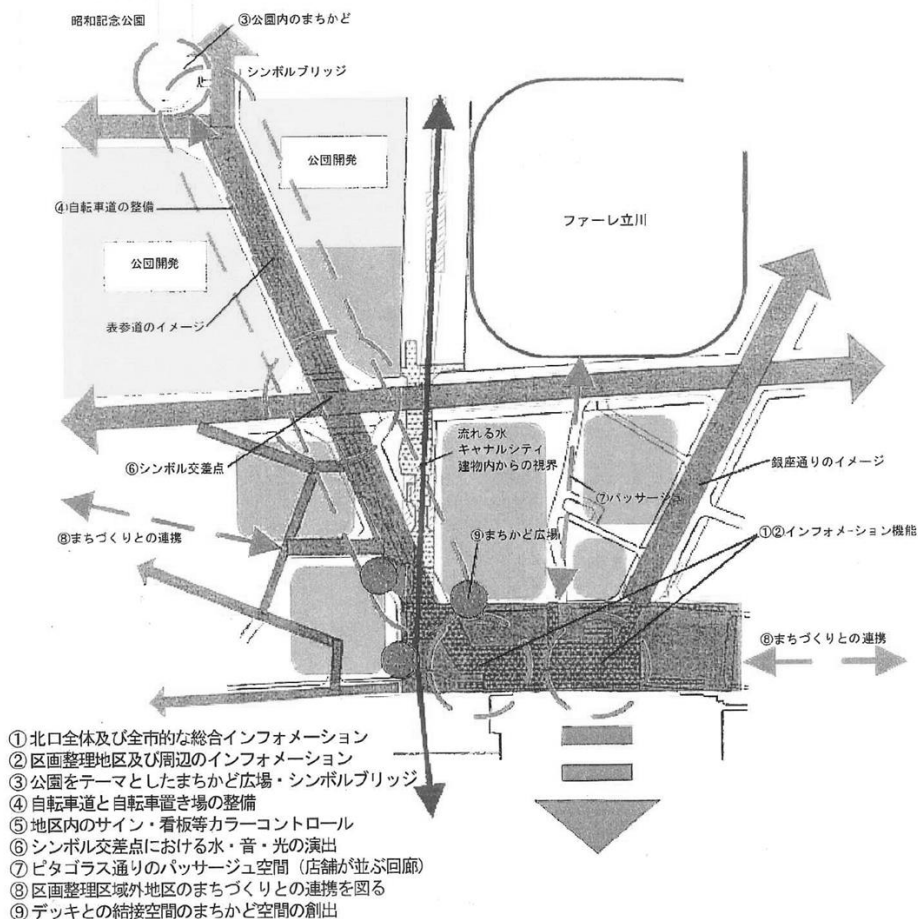 昭和記念公園
③公園内のまちかど
シンボルブリッジ
公団開発
ファーレ立川
④自転車道の整備
公団開発
表参道のイメージ
流れる水
キャナルシティ
建物内からの視界
⑥シンボル交差点
銀座通りのイメージ
⑦パッサージュ
⑧まちづくりとの連携
⑨まちかど広場
①②インフォメーション機能
⑧まちづくりとの連携
①北口全体及び全市的な総合インフォメーション
②区画整理地区及び周辺のインフォメーション
③公園をテーマとしたまちかど広場・シンボルブリッジ
④自転車道と自転車置き場の整備
⑤地区内のサイン・看板等カラーコントロール
⑥シンボル交差点における水・音・光の演出
⑦ピタゴラス通りのパッサージュ空間（店舗が並ぶ回廊）
⑧区画整理区域外地区のまちづくりとの連携を図る
⑨デッキとの結接空間のまちかど空間の創出